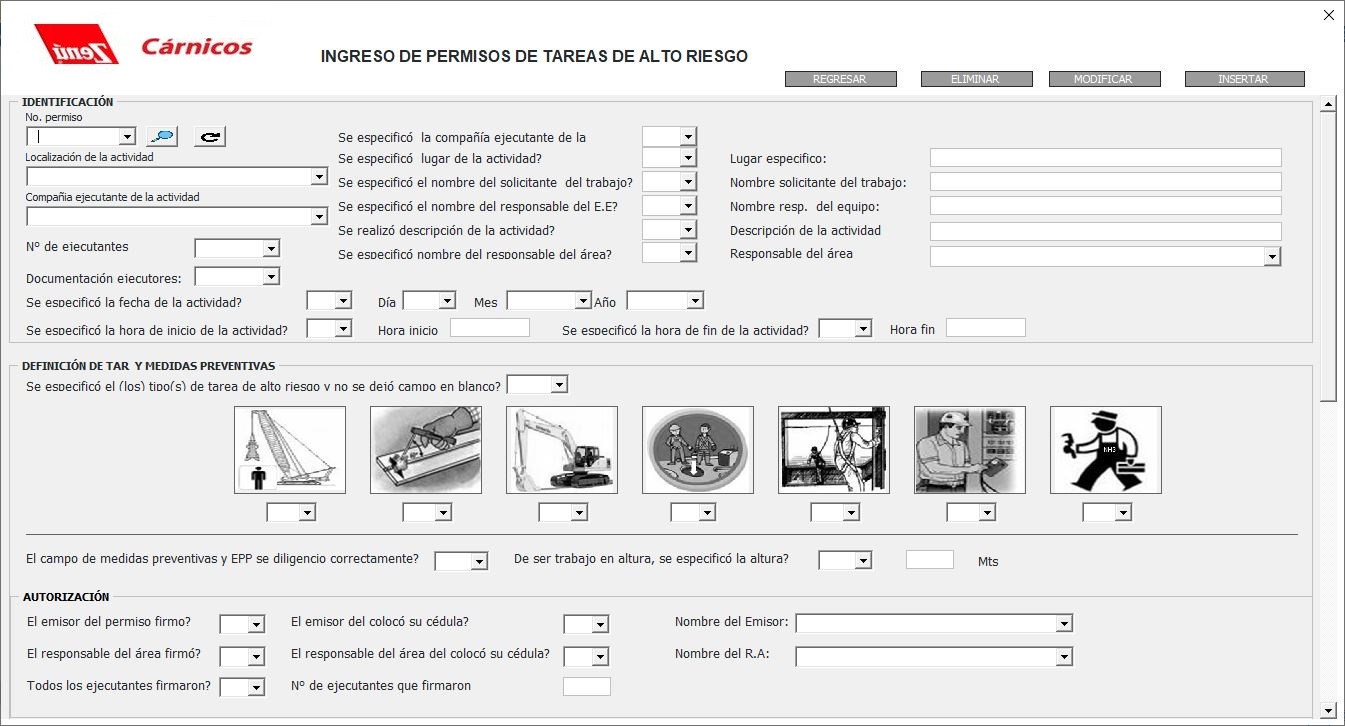 Zenú
Cárnicos
INGRESO DE PERMISOS DE TAREAS DE ALTO RIESGO
REGRESAR ELIMINAR MODIFICAR INSERTAR
IDENTIFICACIÓN
No. permiso
Se especificó la compañía ejecutante de la
Localización de la actividad
Se especificó lugar de la actividad?
Lugar especifico:
Se especificó el nombre del solicitante del trabajo?
Nombre solicitante del trabajo:
Compañia ejecutante de la actividad
Se especificó el nombre del responsable del E.E?
Nombre resp. del equipo:
Se realizó descripción de la actividad?
Descripción de la actividad
Nº de ejecutantes
Se especificó nombre del responsable del área?
Responsable del área
Documentación ejecutores:
Se especificó la fecha de la actividad? Día Mes Año
Se especificó la hora de inicio de la actividad? Hora inicio Se especificó la hora de fin de la actividad? Hora fin
DEFINICIÓN DE TAR Y MEDIDAS PREVENTIVAS
Se especificó el (los) tipo(s) de tarea de alto riesgo y no se dejó campo en blanco?
NH3
El campo de medidas preventivas y EPP se diligencio correctamente? De ser trabajo en altura, se especificó la altura? Mts
AUTORIZACIÓN
El emisor del permiso firmo? El emisor del colocó su cédula? Nombre del Emisor:
El responsable del área firmó? El responsable del área del colocó su cédula? Nombre del R.A:
Todos los ejecutantes firmaron? Nº de ejecutantes que firmaron